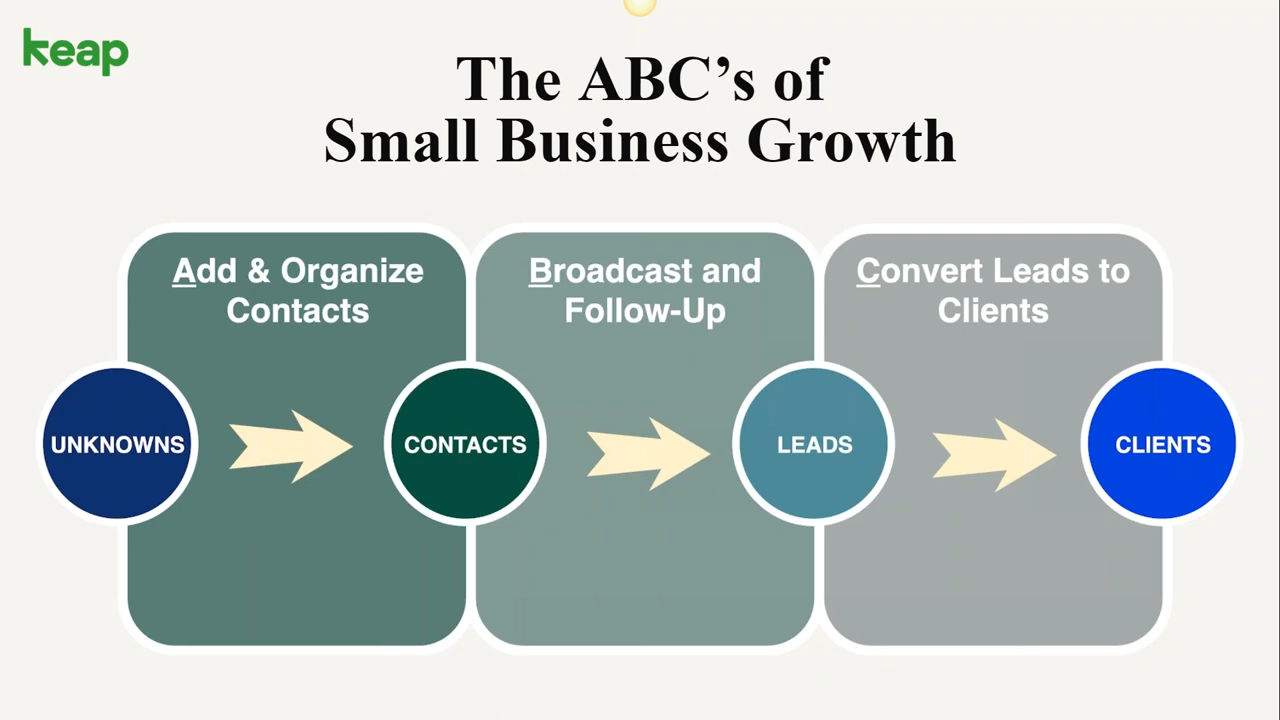 keap
The ABC’s of
Small Business Growth
Add & Organize
Contacts
Broadcast and
Follow-Up
Convert Leads to
Clients
UNKNOWNS
CONTACTS
LEADS
CLIENTS